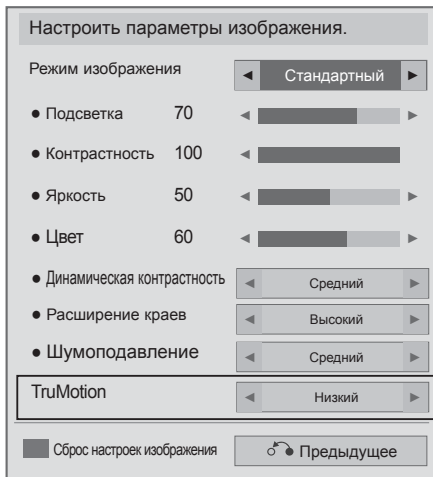 Настроить параметры изображения.
Режим изображения ◄ Стандартный ►
● Подсветка 70 ◄ ►
● Контрастность 100 ◄
● Яркость 50 ◄ ►
● Цвет 60 ◄ ►
● Динамическая контрастность ◄ Средний ►
● Расширение краев ◄ Высокий ►
● Шумоподавление ◄ Средний ►
TruMotion ◄ Низкий ►
Сброс настроек изображения Предыдущее